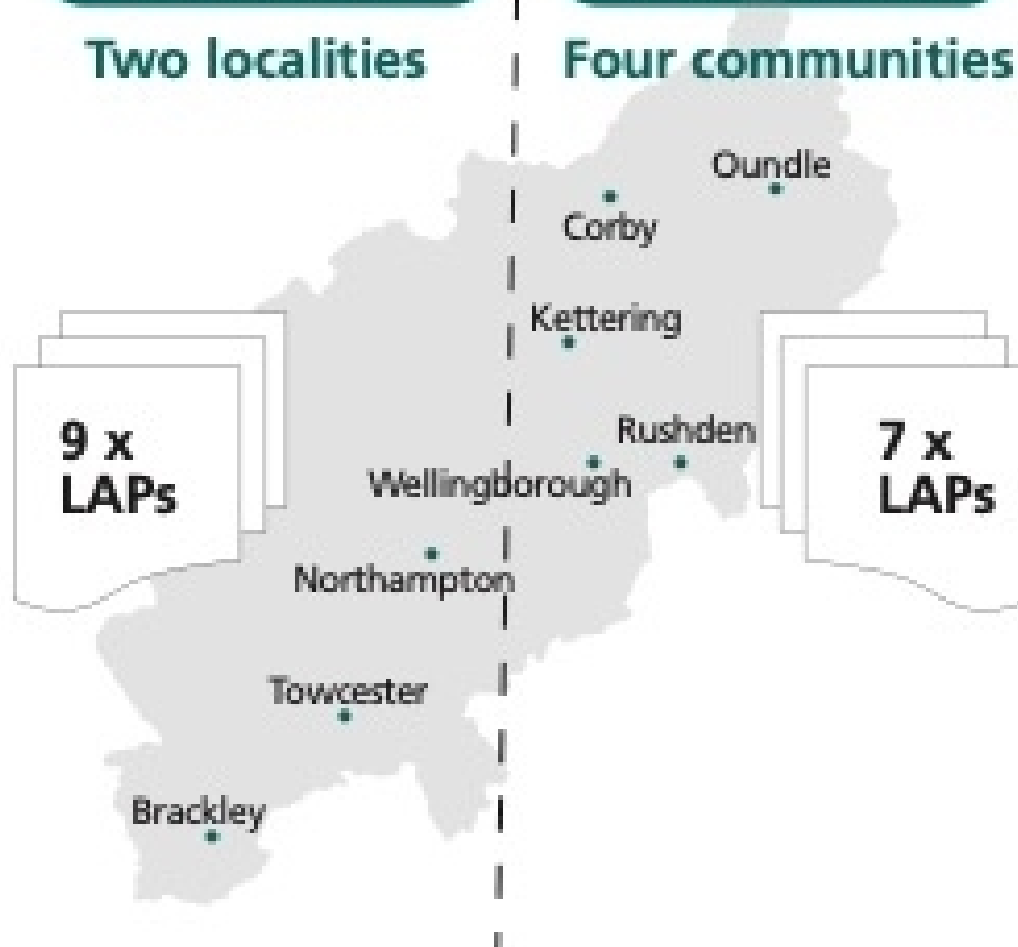 Two localities
Four communities
Oundle
Corby
Kettering
Rushden
Wellingborough
9 x
LAPs
7 x
LAPs
Northampton
Towcester
Brackley